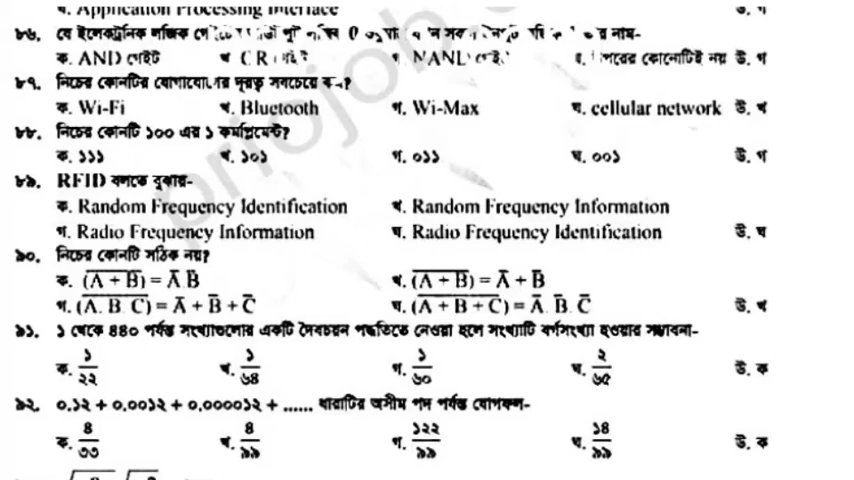 খ. Application Processing Interface উ. গ
৮৬. যে ইলেকট্রনিক লজিক 0 নাম-
ক. AND গেইট খ গ NAND কোনোটিই নয় উ. গ
৮৭. নিচের কোনটির যোগাযোগের দূরত্ব সবচেয়ে কম?
ক. Wi-Fi খ. Bluetooth গ. Wi-Max ঘ. cellular network উ. খ
৮৮. নিচের কোনটি ১০০ এর ১ কমপ্লিমেন্ট?
ক. ১১১ খ. ১০১ গ. ০১১ ঘ. ০০১ উ. গ
৮৯. RFID বলতে বুঝায়-
ক. Random Frequency Identification খ. Random Frequency Information
গ. Radio Frequency Information ঘ. Radio Frequency Identification উ. ঘ
৯০. নিচের কোনটি সঠিক নয়?
ক. (A + B)̅ = A̅.B̅ খ. (A + B)̅ = A̅ + B̅
গ. (A. B C)̅ = A̅ + B̅ + C̅ ঘ. (A + B + C)̅ = A̅. B̅. C̅ উ. খ
৯১. ১ থেকে ৪৪০ পর্যন্ত সংখ্যাগুলোর একটি দৈবচয়ন পদ্ধতিতে নেওয়া হলে সংখ্যাটি বর্গসংখ্যা হওয়ার সম্ভাবনা-
ক. ১/২২ খ. ১/৬৪ গ. ১/৬০ ঘ. ২/৬৫ উ. ক
৯২. ০.১২ + ০.০০১২ + ০.০০০০১২ + ...... ধারাটির অসীম পদ পর্যন্ত যোগফল-
ক. ৪/৩৩ খ. ৪/৯৯ গ. ১২২/৯৯ ঘ. ১৪/৯৯ উ. ক